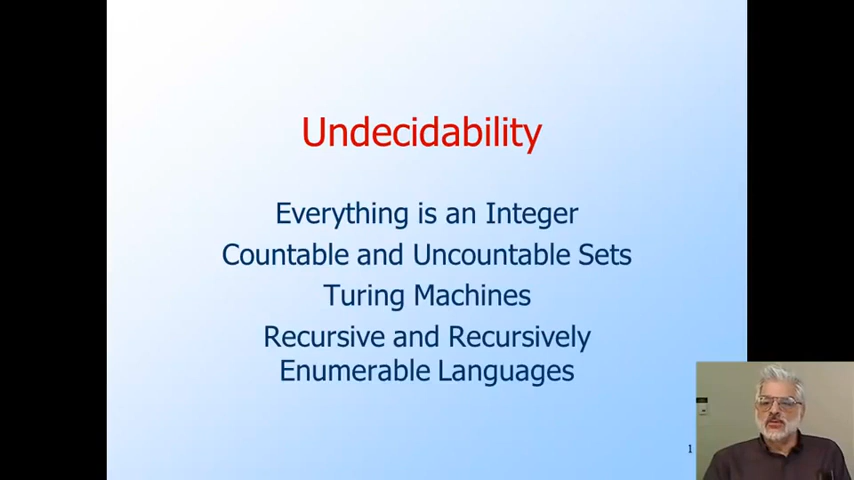 Undecidability
Everything is an Integer
Countable and Uncountable Sets
Turing Machines
Recursive and Recursively
Enumerable Languages
1